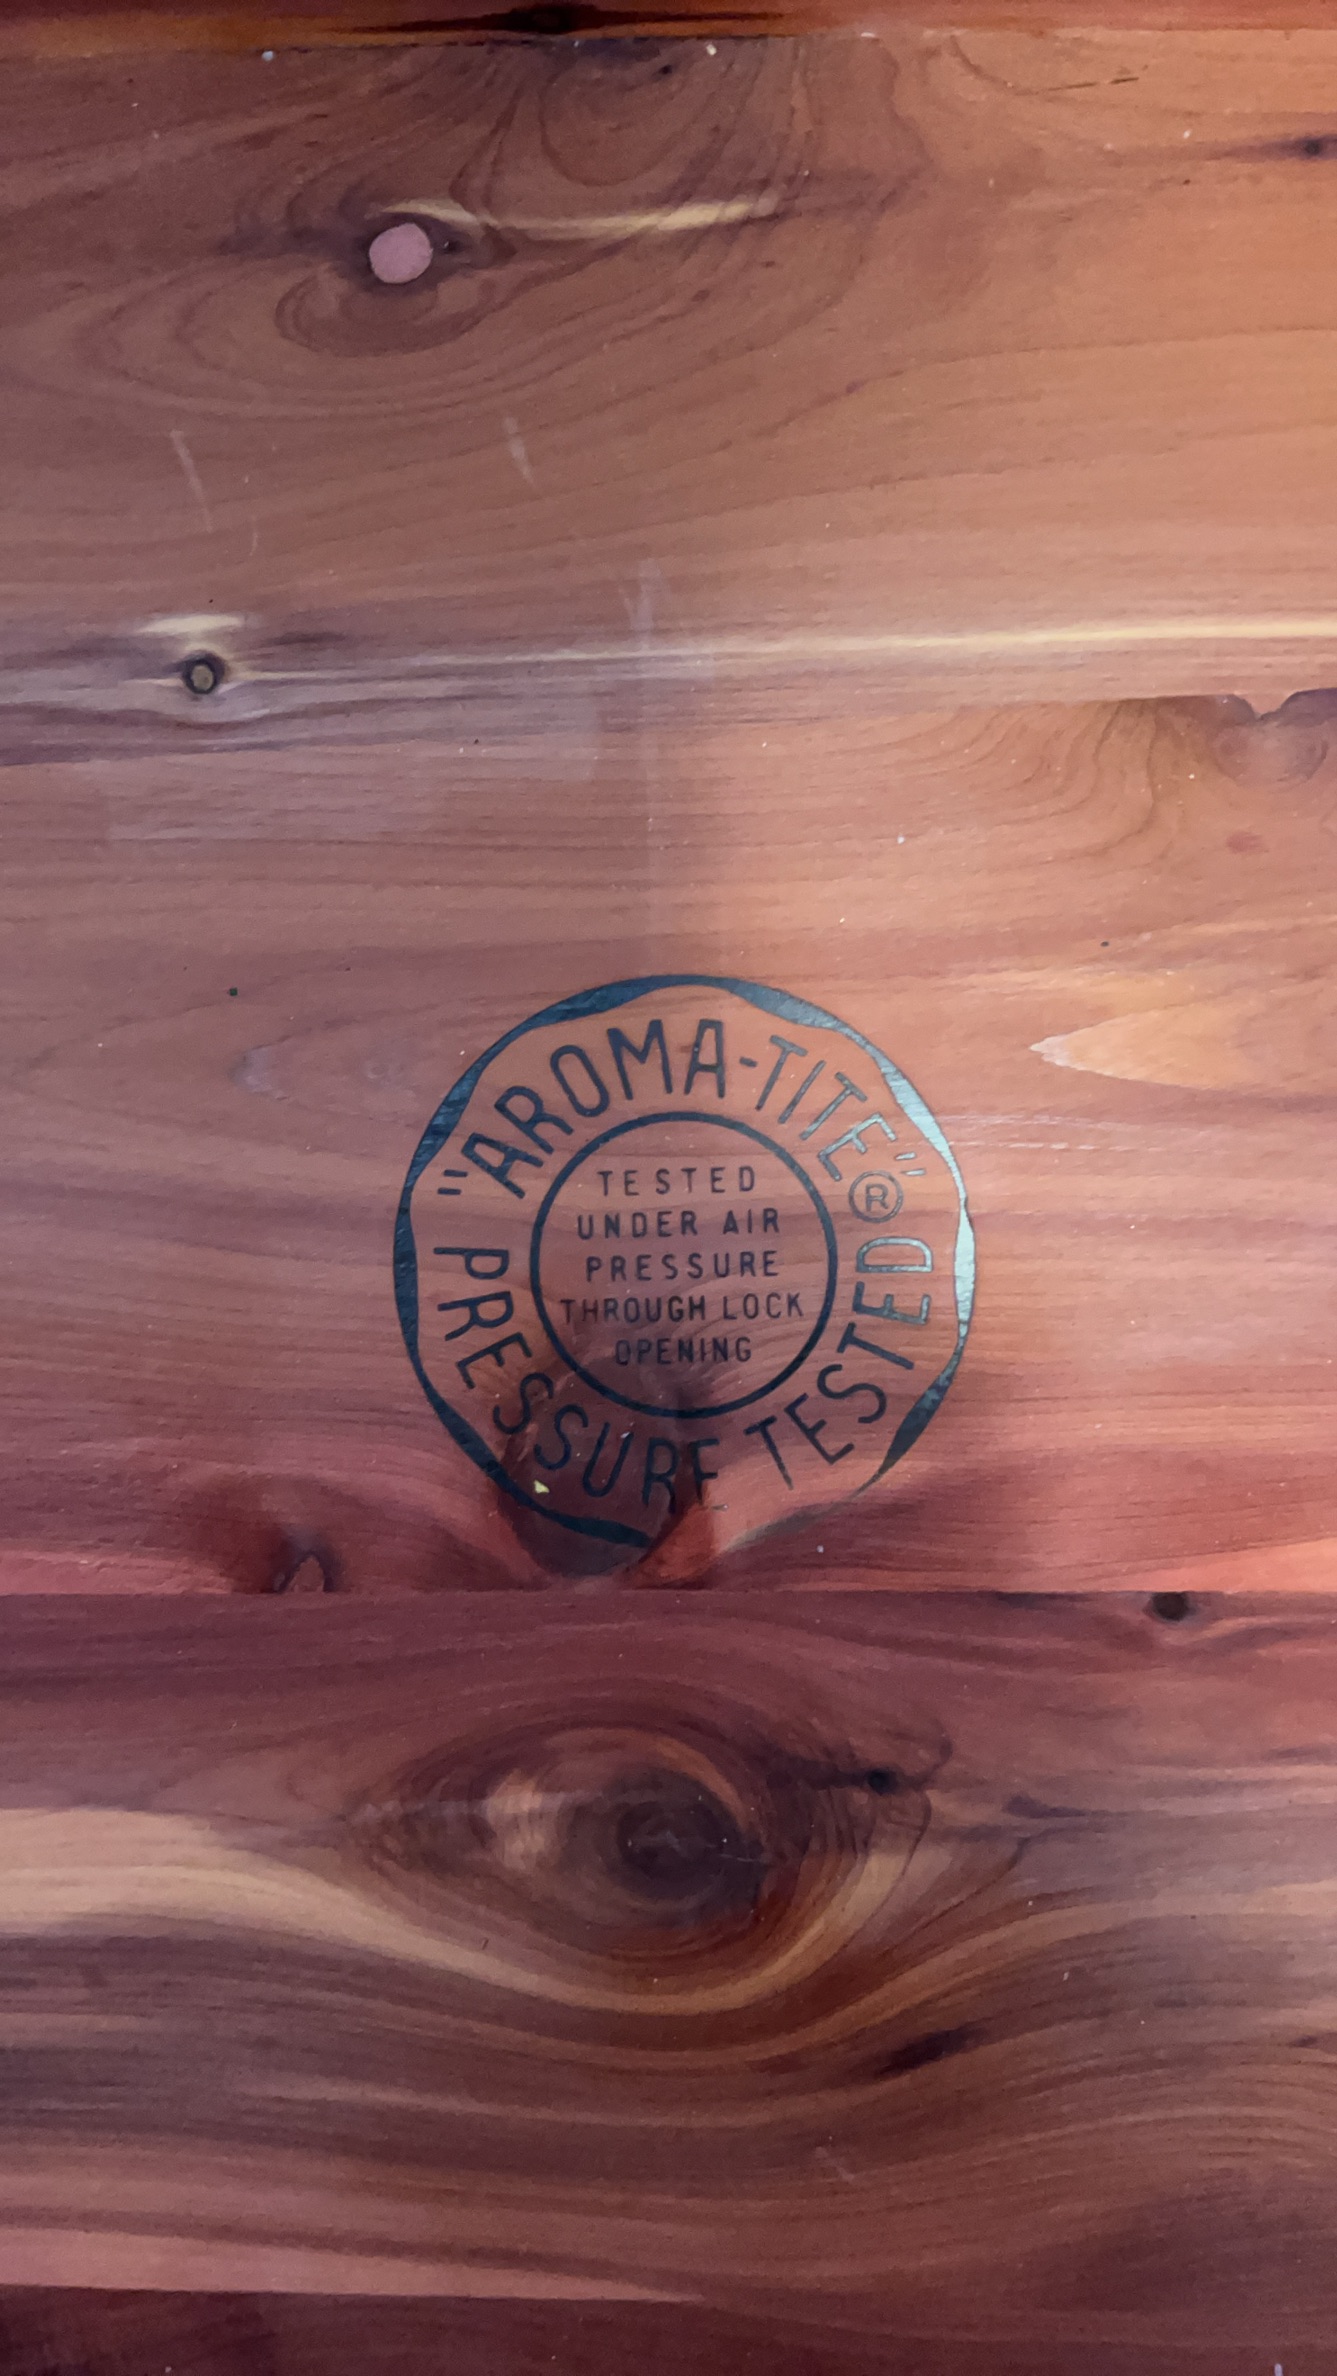 "AROMA-TITE"®
TESTED
UNDER AIR
PRESSURE
THROUGH LOCK
OPENING
PRESSURE TESTED